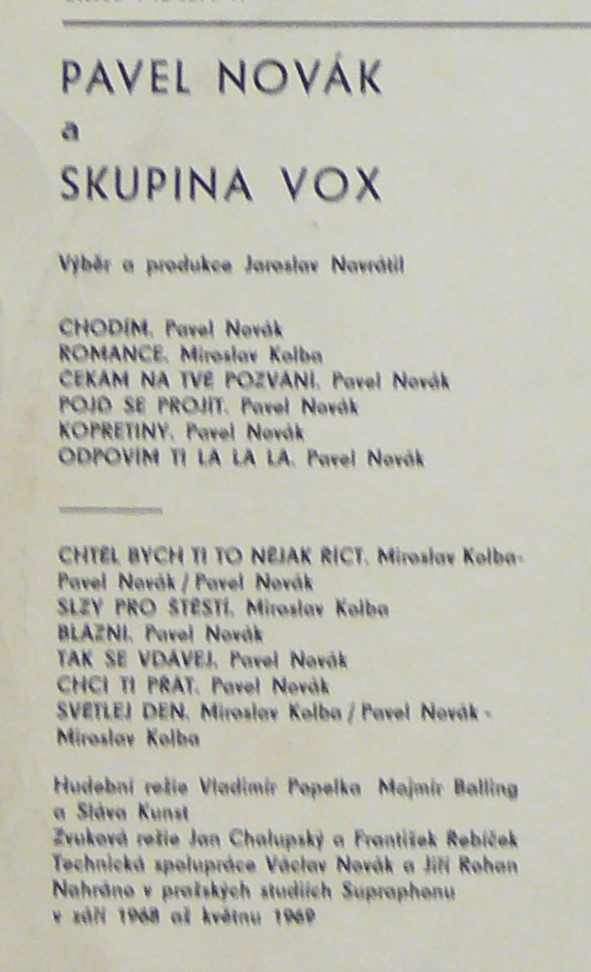 PAVEL NOVÁK
a
SKUPINA VOX
Výběr a produkce Jaroslav Navrátil
CHODÍM, Pavel Novák
ROMANCE, Miroslav Kolba
ČEKÁM NA TVÉ POZVÁNÍ, Pavel Novák
POJĎ SE PROJÍT, Pavel Novák
KOPRETINY, Pavel Novák
ODPOVÍM TI LA LA LA, Pavel Novák
CHTĚL BYCH TI TO NĚJAK ŘÍCT, Miroslav Kolba-
Pavel Novák / Pavel Novák
SLZY PRO ŠTĚSTÍ, Miroslav Kolba
BLÁZNI, Pavel Novák
TAK SE VDÁVEJ, Pavel Novák
CHCI TI PŘÁT, Pavel Novák
SVĚTLEJ DEN, Miroslav Kolba / Pavel Novák -
Miroslav Kolba
Hudební režie Vladimír Popelka Mojmír Balling
a Sláva Kunst
Zvuková režie Jan Chalupský a František Řebíček
Technická spolupráce Václav Novák a Jiří Rohan
Nahráno v pražských studiích Supraphonu
v září 1968 až květnu 1969